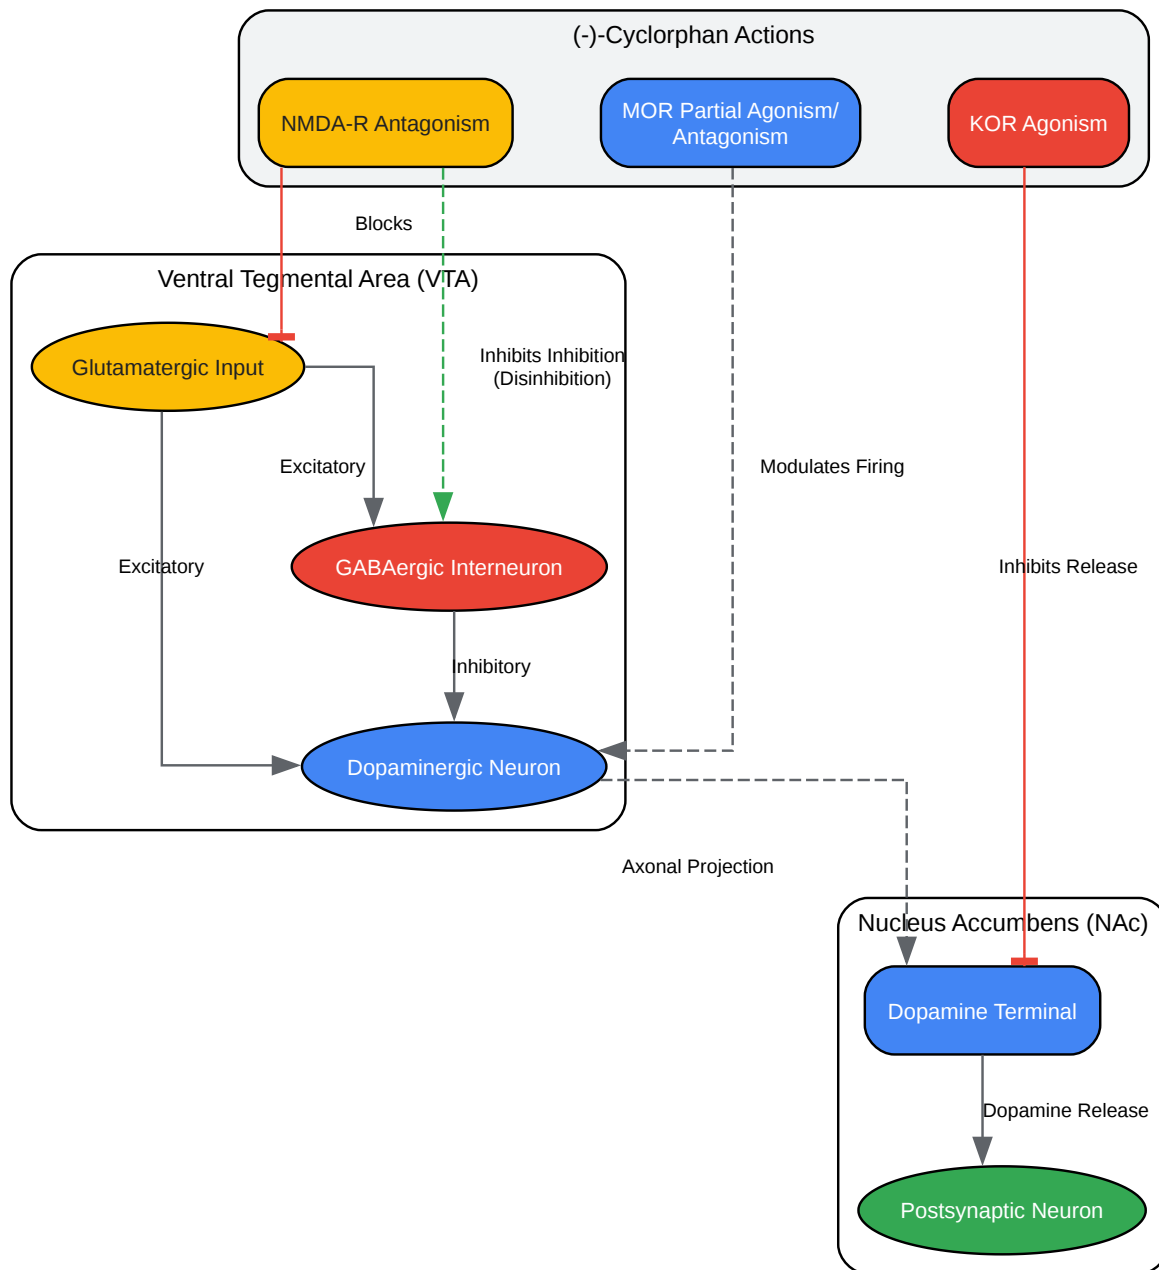 (-)-Cyclorphan Actions
NMDA-R Antagonism
MOR Partial Agonism/
Antagonism
KOR Agonism
Blocks
Ventral Tegmental Area (VTA)
Glutamatergic Input
Inhibits Inhibition
(Disinhibition)
Excitatory
Modulates Firing
Excitatory
GABAergic Interneuron
Inhibits Release
Inhibitory
Dopaminergic Neuron
Axonal Projection
Nucleus Accumbens (NAc)
Dopamine Terminal
Dopamine Release
Postsynaptic Neuron